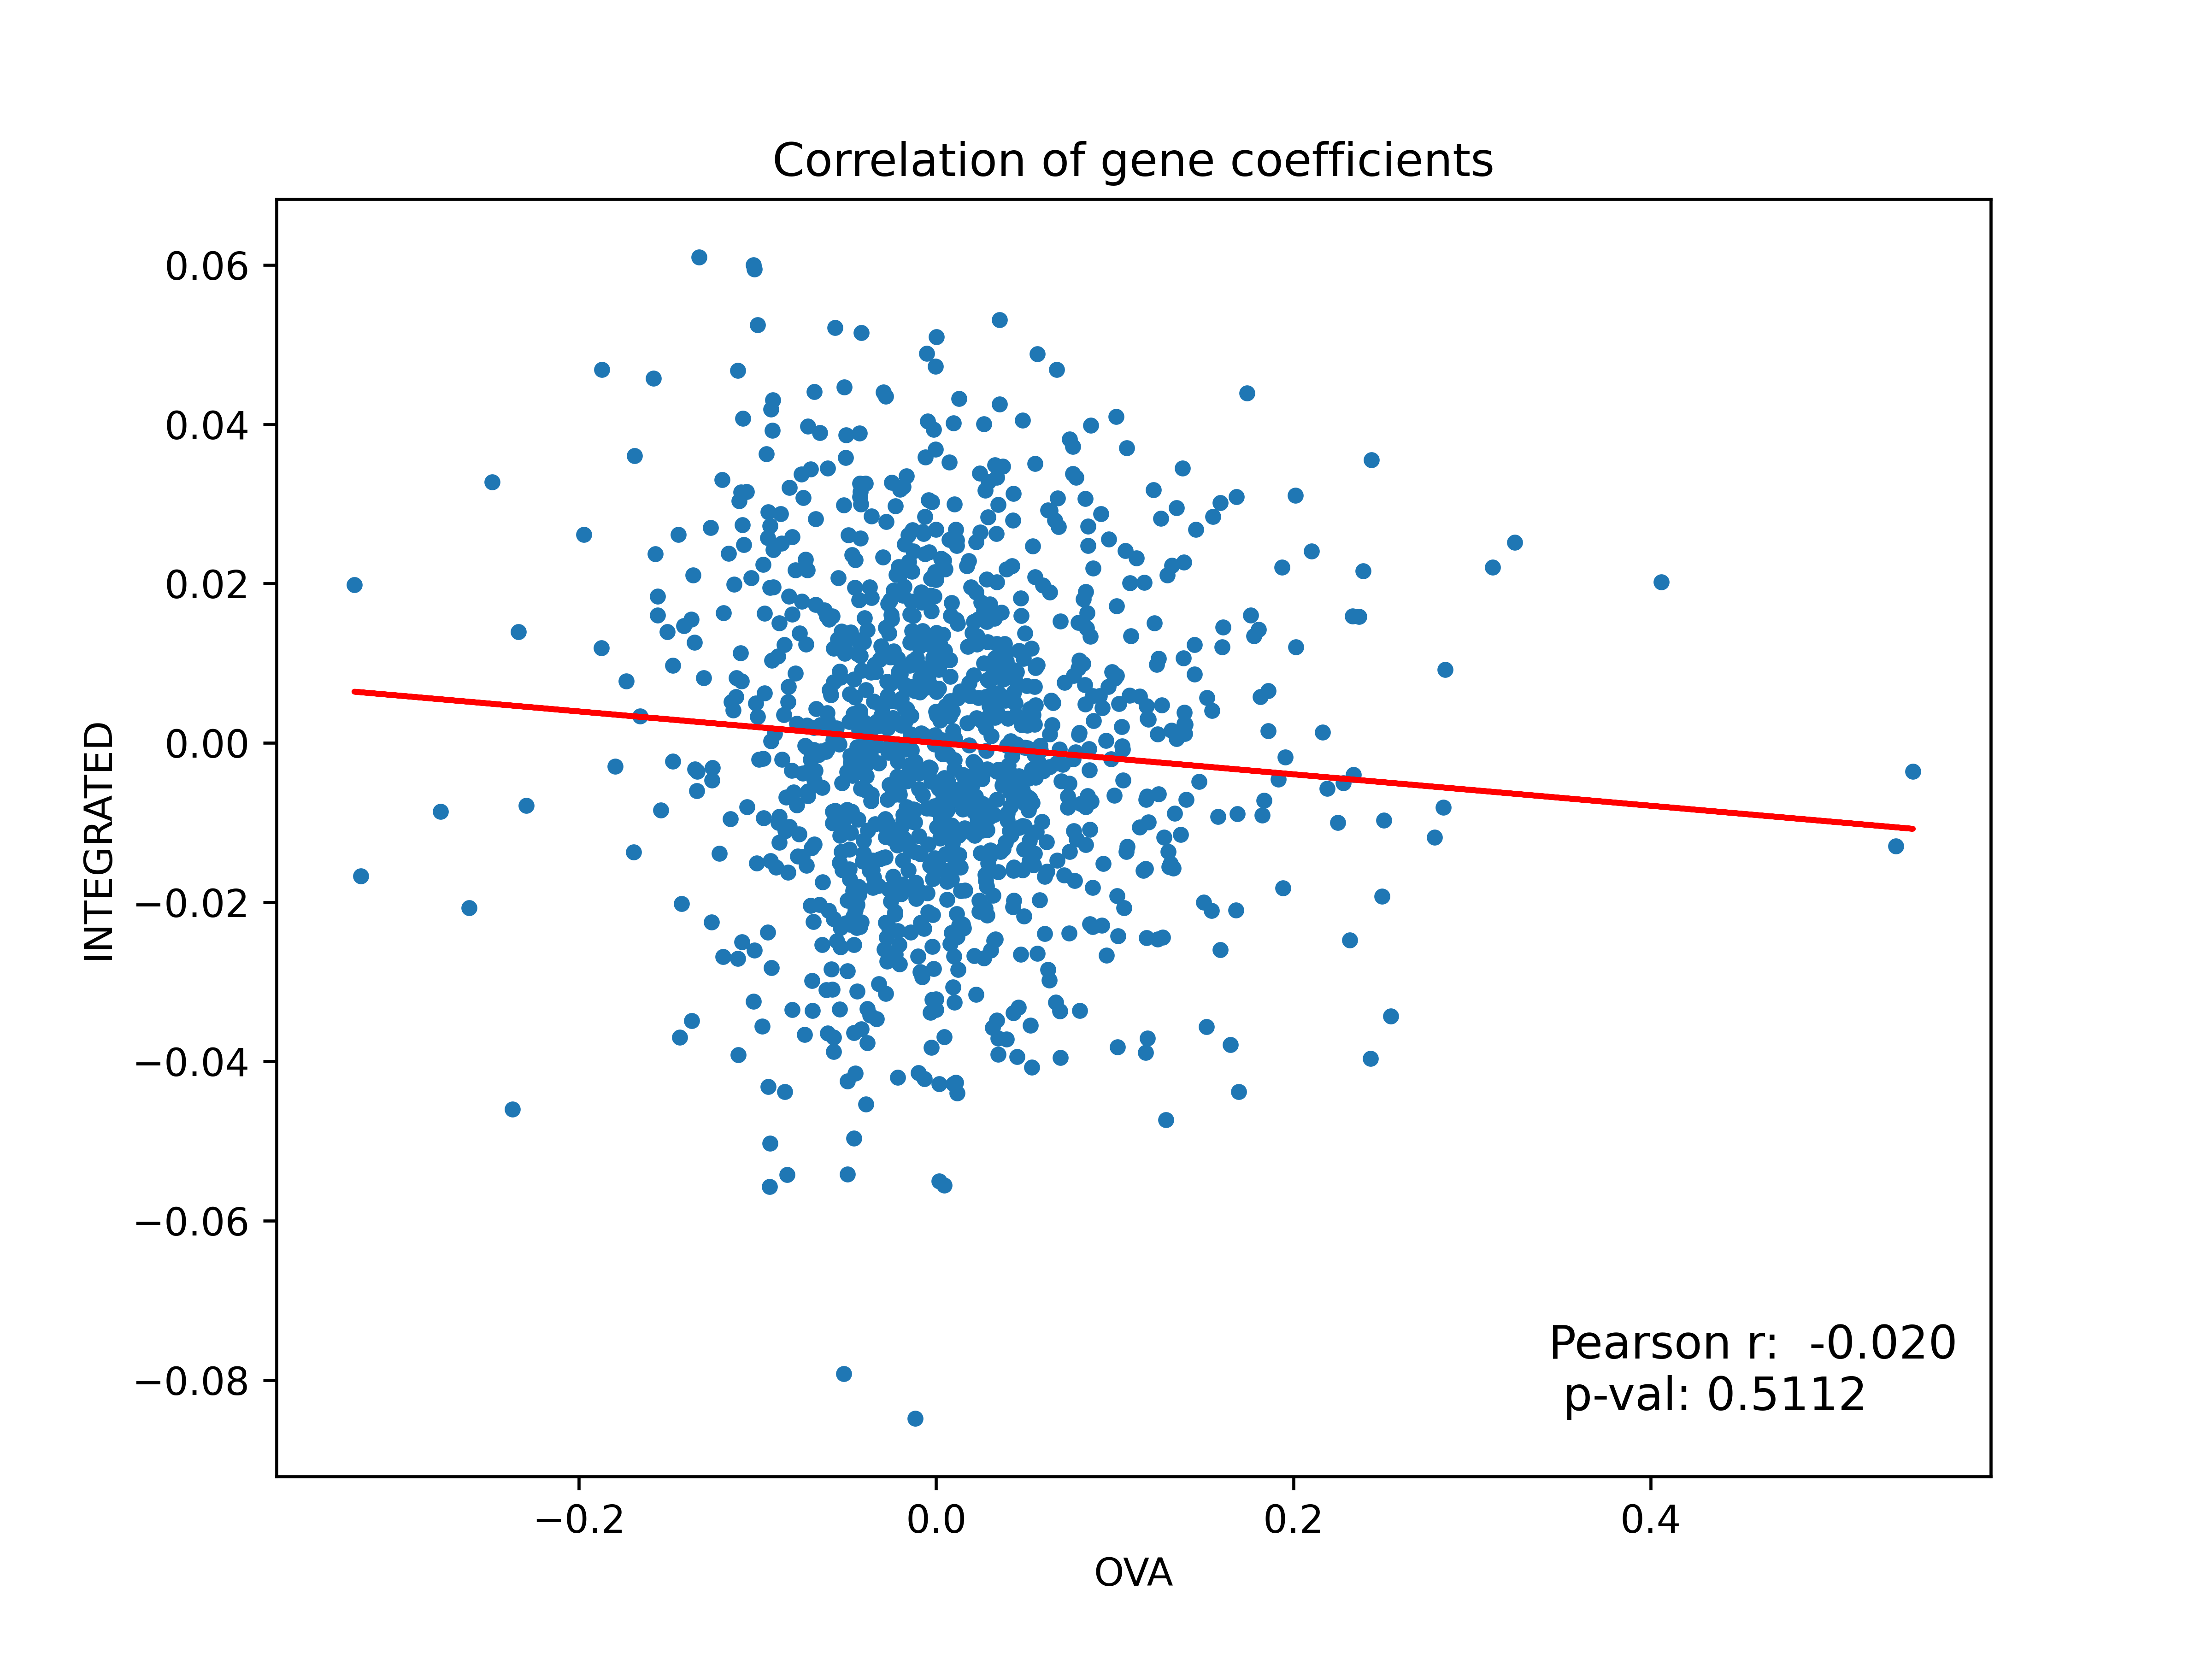 Correlation of gene coefficients
0.06
0.04
0.02
0.00
−0.02
−0.04
−0.06
−0.08
INTEGRATED
Pearson r:  -0.020
p-val: 0.5112
−0.2
0.0
0.2
0.4
OVA